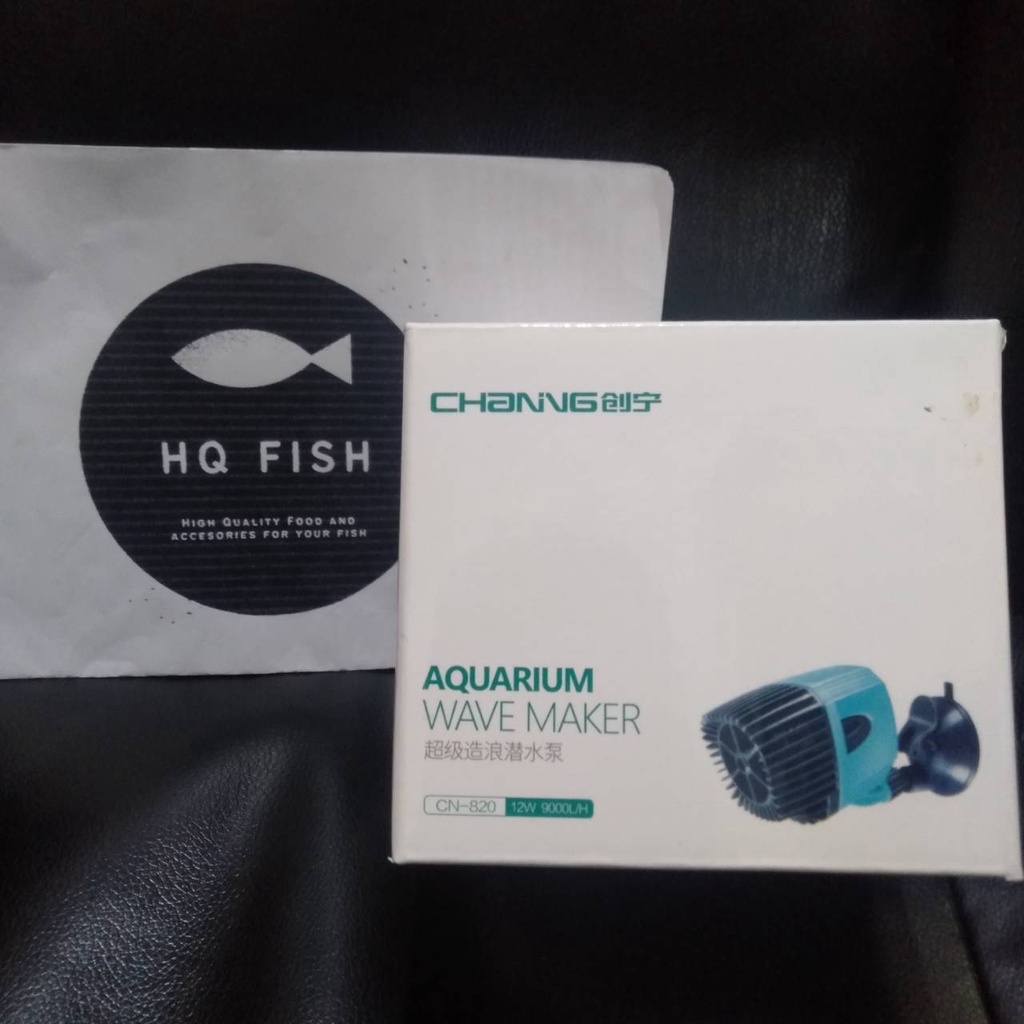 HQ FISH
HIGH QUALITY FOOD AND
ACCESORIES FOR YOUR FISH
CHANING创宁
AQUARIUM
WAVE MAKER
超级造浪潜水泵
CN-820 12W 9000L/H